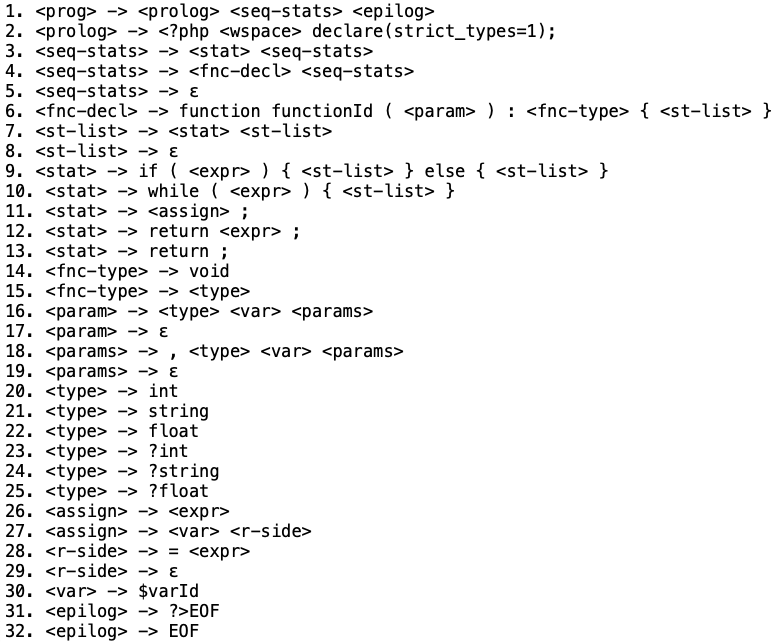 1. <prog> -> <prolog> <seq-stats> <epilog>
2. <prolog> -> <?php <wspace> declare(strict_types=1);
3. <seq-stats> -> <stat> <seq-stats>
4. <seq-stats> -> <fnc-decl> <seq-stats>
5. <seq-stats> -> ε
6. <fnc-decl> -> function functionId ( <param> ) : <fnc-type> { <st-list> }
7. <st-list> -> <stat> <st-list>
8. <st-list> -> ε
9. <stat> -> if ( <expr> ) { <st-list> } else { <st-list> }
10. <stat> -> while ( <expr> ) { <st-list> }
11. <stat> -> <assign> ;
12. <stat> -> return <expr> ;
13. <stat> -> return ;
14. <fnc-type> -> void
15. <fnc-type> -> <type>
16. <param> -> <type> <var> <params>
17. <param> -> ε
18. <params> -> , <type> <var> <params>
19. <params> -> ε
20. <type> -> int
21. <type> -> string
22. <type> -> float
23. <type> -> ?int
24. <type> -> ?string
25. <type> -> ?float
26. <assign> -> <expr>
27. <assign> -> <var> <r-side>
28. <r-side> -> = <expr>
29. <r-side> -> ε
30. <var> -> $varId
31. <epilog> -> ?>EOF
32. <epilog> -> EOF